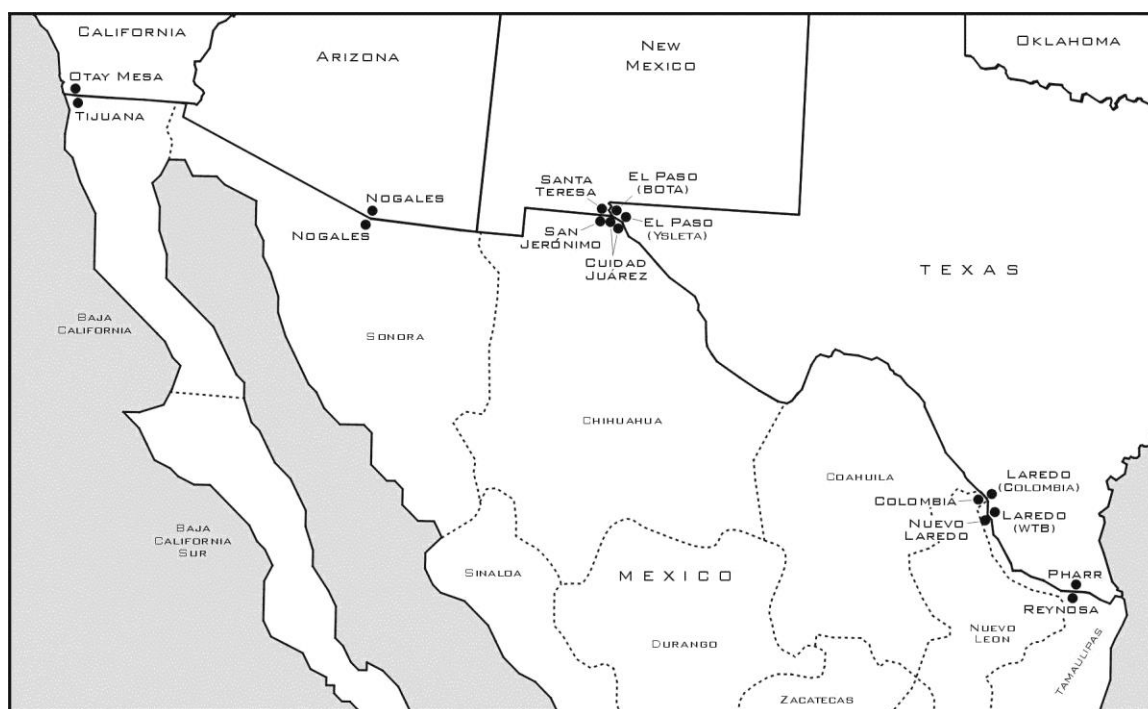 California
Arizona
New
Mexico
Oklahoma
Otay Mesa
Tijuana
Nogales
Nogales
Santa
Teresa
El Paso
(BOTA)
El Paso
(Ysleta)
San
Jerónimo
Cuidad
Juárez
Texas
Baja
California
Sonora
Chihuahua
Coahuila
Colombia
Laredo
(Colombia)
Nuevo
Laredo
Laredo
(WTB)
Baja
California
Sur
Sinaloa
Mexico
Pharr
Reynosa
Durango
Nuevo
Leon
Tamaulipas
Zacatecas